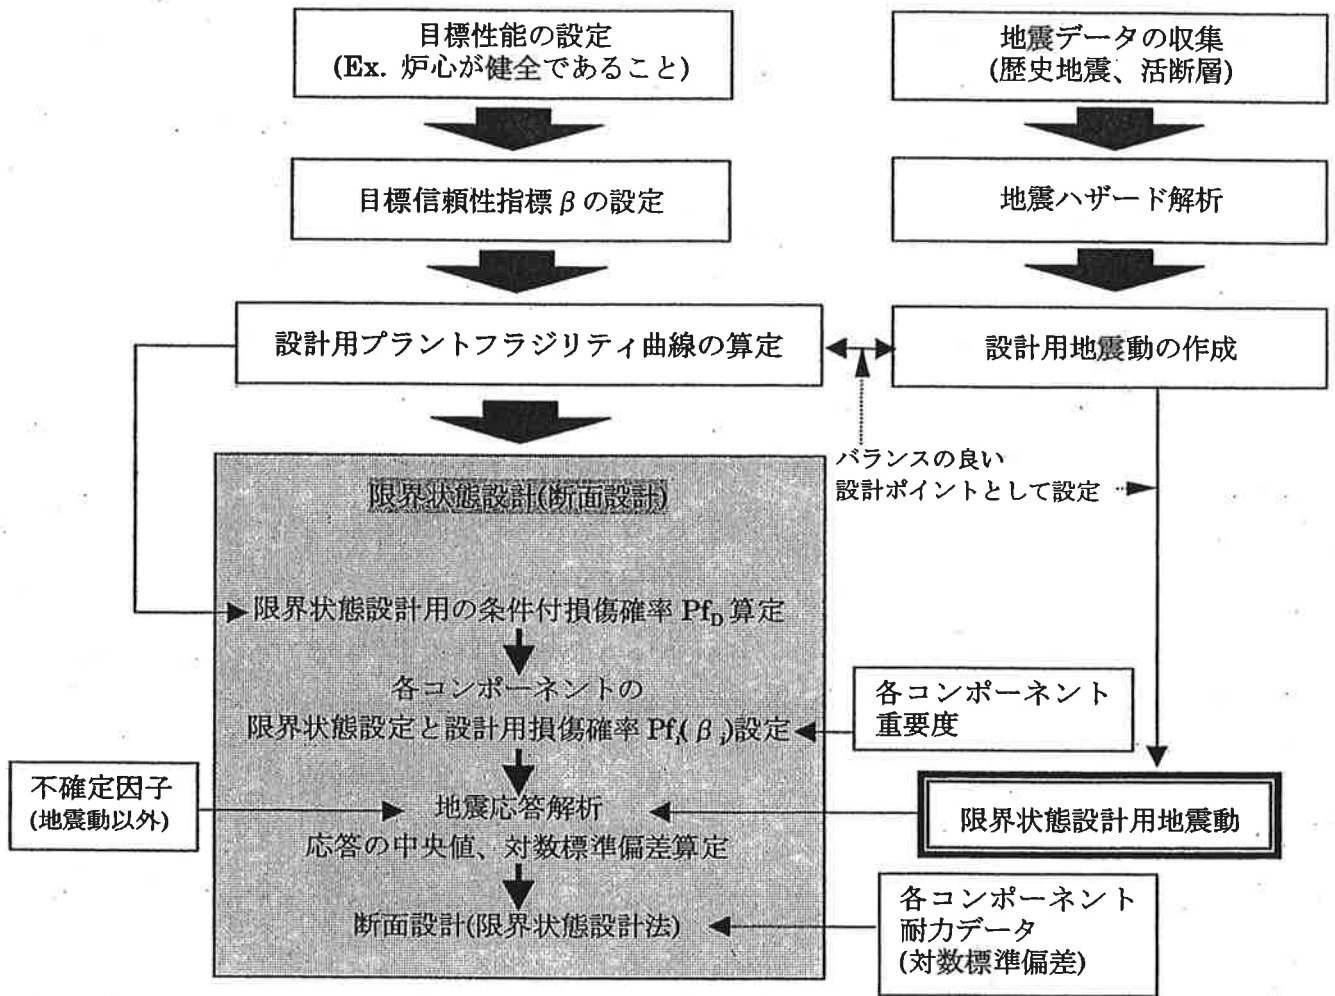 目標性能の設定
(Ex. 炉心が健全であること)
地震データの収集
(歴史地震、活断層)
目標信頼性指標βの設定
地震ハザード解析
設計用プラントフラジリティ曲線の算定
設計用地震動の作成
バランスの良い
設計ポイントとして設定
限界状態設計(断面設計)
限界状態設計用の条件付損傷確率 PfD 算定
各コンポーネントの
限界状態設定と設計用損傷確率 Pfi(βi)設定
各コンポーネント
重要度
不確定因子
(地震動以外)
地震応答解析
応答の中央値、対数標準偏差算定
限界状態設計用地震動
断面設計(限界状態設計法)
各コンポーネント
耐力データ
(対数標準偏差)